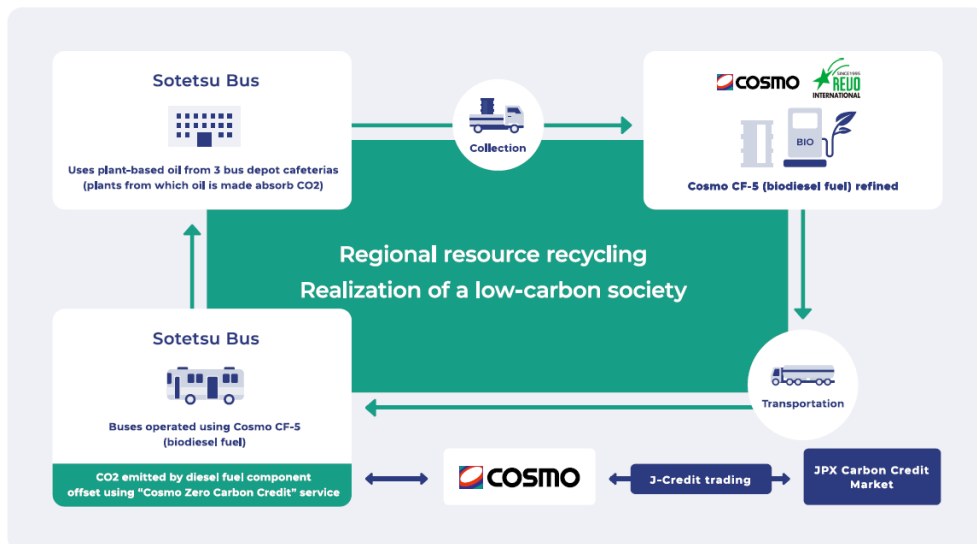 Sotetsu Bus
Uses plant-based oil from 3 bus depot cafeterias
(plants from which oil is made absorb CO2)
Collection
COSMO
SINCE 1995
REVO
INTERNATIONAL
BIO
Cosmo CF-5 (biodiesel fuel) refined
Regional resource recycling
Realization of a low-carbon society
Transportation
Sotetsu Bus
Buses operated using Cosmo CF-5
(biodiesel fuel)
CO2 emitted by diesel fuel component
offset using “Cosmo Zero Carbon Credit” service
COSMO
J-Credit trading
JPX Carbon Credit
Market